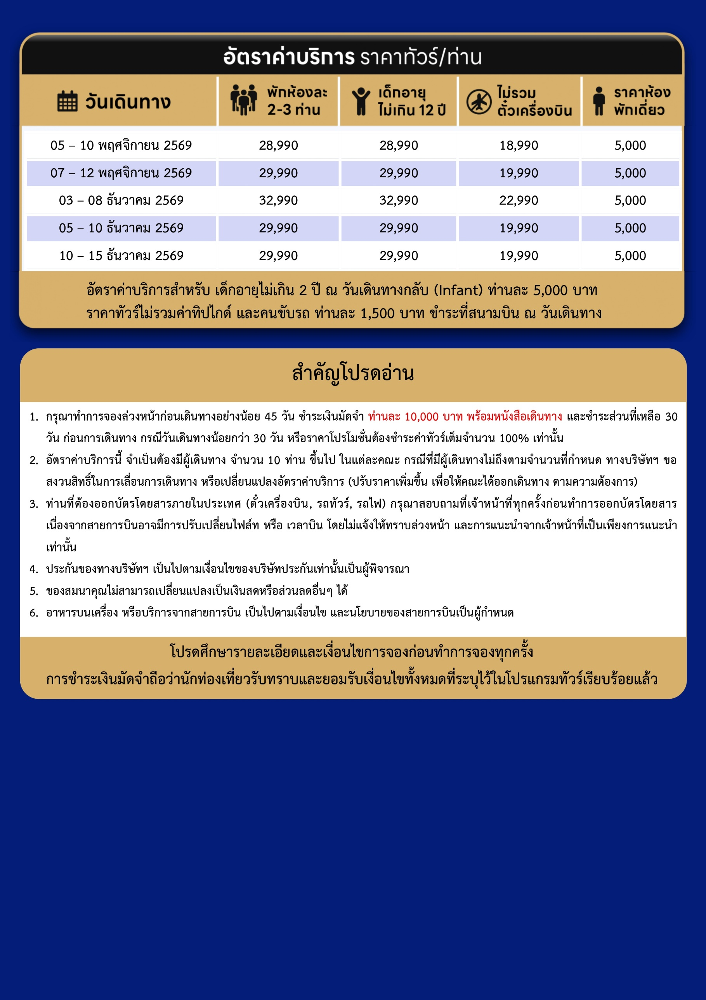 อัตราค่าบริการ ราคาทัวร์/ท่าน
วันเดินทาง พักห้องละ 2-3 ท่าน เด็กอายุ ไม่เกิน 12 ปี ไม่รวม ตั๋วเครื่องบิน ราคาห้อง พักเดี่ยว
05 – 10 พฤศจิกายน 2569 28,990 28,990 18,990 5,000
07 – 12 พฤศจิกายน 2569 29,990 29,990 19,990 5,000
03 – 08 ธันวาคม 2569 32,990 32,990 22,990 5,000
05 – 10 ธันวาคม 2569 29,990 29,990 19,990 5,000
10 – 15 ธันวาคม 2569 29,990 29,990 19,990 5,000
อัตราค่าบริการสำหรับ เด็กอายุไม่เกิน 2 ปี ณ วันเดินทางกลับ (Infant) ท่านละ 5,000 บาท
ราคาทัวร์ไม่รวมค่าทิปไกด์ และคนขับรถ ท่านละ 1,500 บาท ชำระที่สนามบิน ณ วันเดินทาง
สำคัญโปรดอ่าน
1. กรุณาทำการจองล่วงหน้าก่อนเดินทางอย่างน้อย 45 วัน ชำระเงินมัดจำ ท่านละ 10,000 บาท พร้อมหนังสือเดินทาง และชำระส่วนที่เหลือ 30
วัน ก่อนการเดินทาง กรณีวันเดินทางน้อยกว่า 30 วัน หรือราคาโปรโมชั่นต้องชำระค่าทัวร์เต็มจำนวน 100% เท่านั้น
2. อัตราค่าบริการนี้ จำเป็นต้องมีผู้เดินทาง จำนวน 10 ท่าน ขึ้นไป ในแต่ละคณะ กรณีที่มีผู้เดินทางไม่ถึงตามจำนวนที่กำหนด ทางบริษัทฯ ขอ
สงวนสิทธิ์ในการเลื่อนการเดินทาง หรือเปลี่ยนแปลงอัตราค่าบริการ (ปรับราคาเพิ่มขึ้น เพื่อให้คณะได้ออกเดินทาง ตามความต้องการ)
3. ท่านที่ต้องออกบัตรโดยสารภายในประเทศ (ตั๋วเครื่องบิน, รถทัวร์, รถไฟ) กรุณาสอบถามที่เจ้าหน้าที่ทุกครั้งก่อนทำการออกบัตรโดยสาร
เนื่องจากสายการบินอาจมีการปรับเปลี่ยนไฟล์ท หรือ เวลาบิน โดยไม่แจ้งให้ทราบล่วงหน้า และการแนะนำจากเจ้าหน้าที่เป็นเพียงการแนะนำ
เท่านั้น
4. ประกันของทางบริษัทฯ เป็นไปตามเงื่อนไขของบริษัทประกันเท่านั้นเป็นผู้พิจารณา
5. ของสมนาคุณไม่สามารถเปลี่ยนแปลงเป็นเงินสดหรือส่วนลดอื่นๆ ได้
6. อาหารบนเครื่อง หรือบริการจากสายการบิน เป็นไปตามเงื่อนไข และนโยบายของสายการบินเป็นผู้กำหนด
โปรดศึกษารายละเอียดและเงื่อนไขการจองก่อนทำการจองทุกครั้ง
การชำระเงินมัดจำถือว่านักท่องเที่ยวรับทราบและยอมรับเงื่อนไขทั้งหมดที่ระบุไว้ในโปรแกรมทัวร์เรียบร้อยแล้ว